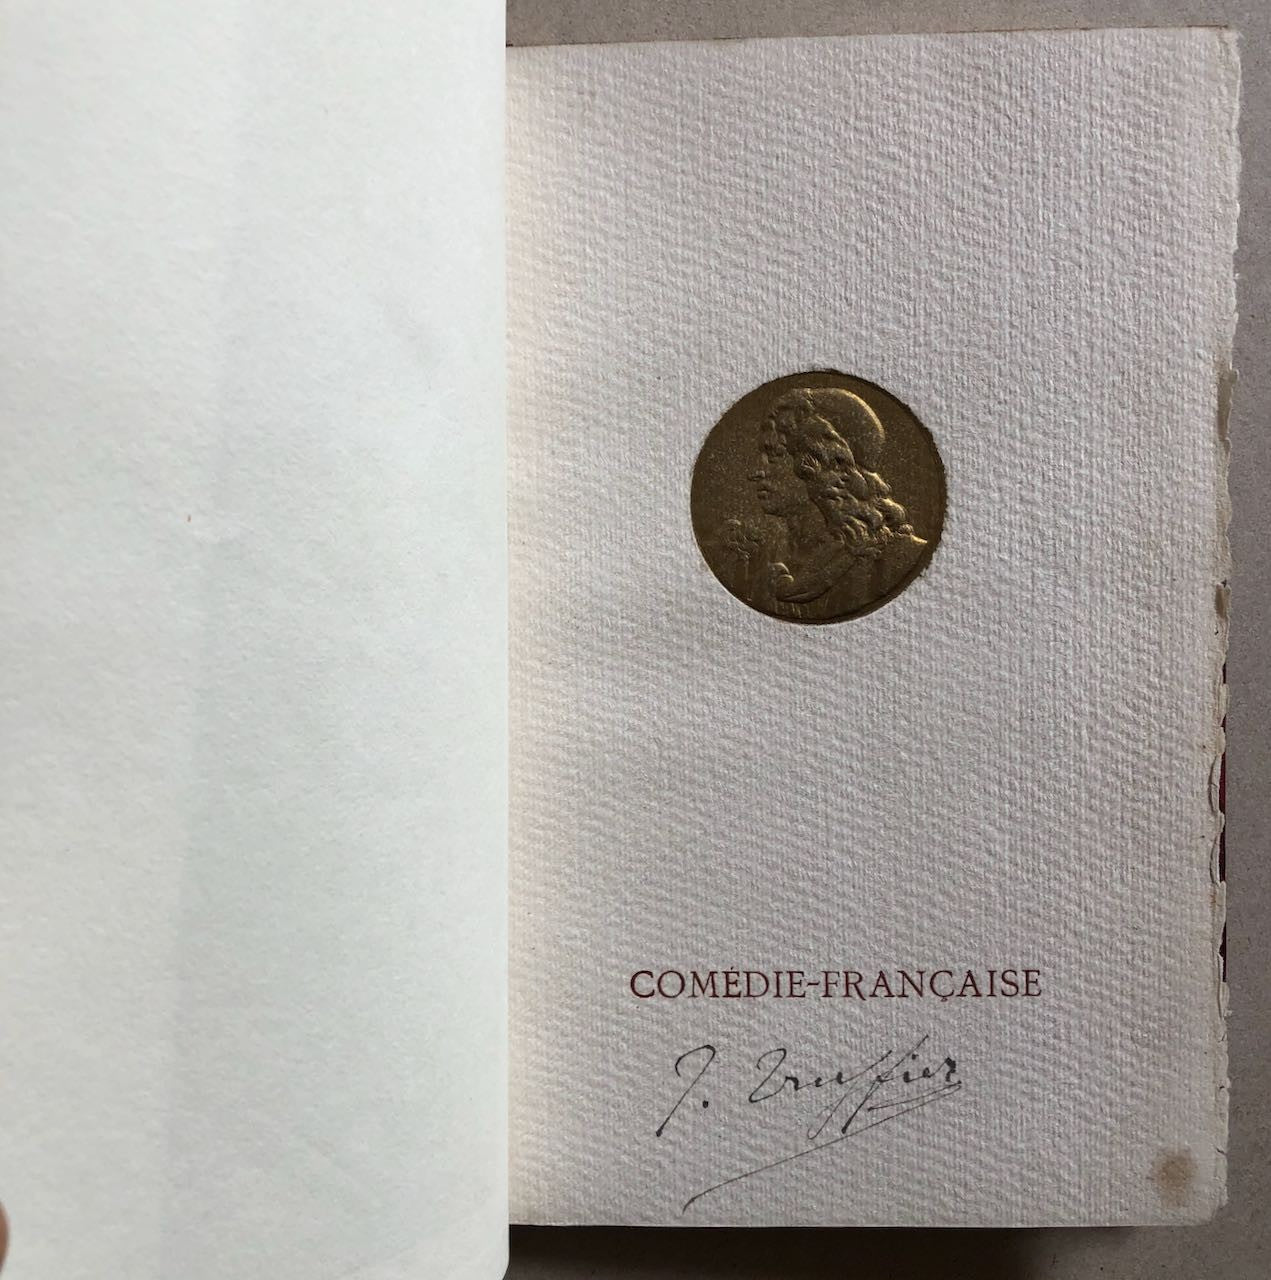 COMÉDIE-FRANÇAISE
J. Truffier